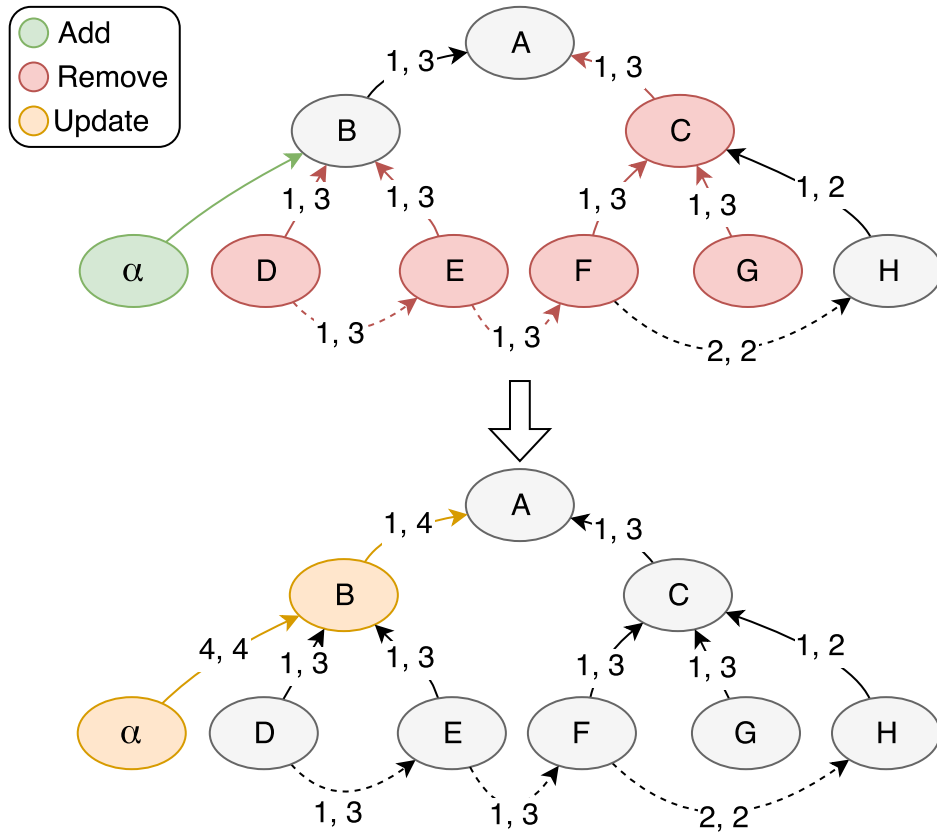 Add
Remove
Update
A
1, 3
1, 3
B
C
1, 3
1, 3
1, 3
1, 3
1, 2
α
D
E
F
G
H
1, 3
1, 3
2, 2
A
1, 4
1, 3
B
C
4, 4
1, 3
1, 3
1, 3
1, 3
1, 2
α
D
E
F
G
H
1, 3
1, 3
2, 2